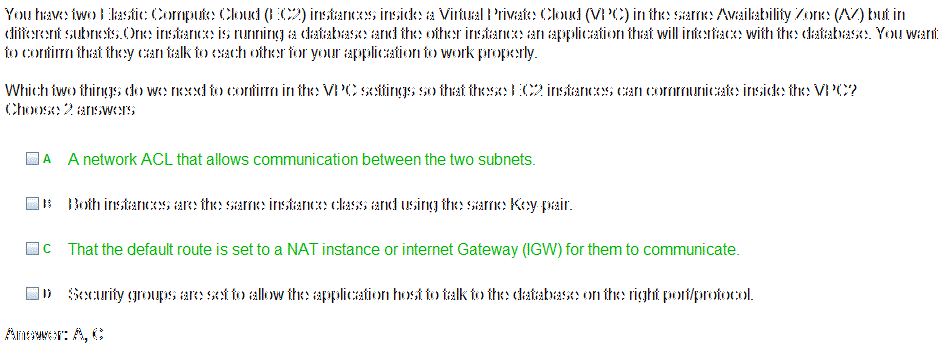 You have two Elastic Compute Cloud (EC2) instances inside a Virtual Private Cloud (VPC) in the same Availability Zone (AZ) but in
different subnets.One instance is running a database and the other instance an application that will interface with the database. You want
to confirm that they can talk to each other for your application to work properly.
Which two things do we need to confirm in the VPC settings so that these EC2 instances can communicate inside the VPC?
Choose 2 answers
A A network ACL that allows communication between the two subnets.
B Both instances are the same instance class and using the same Key-pair.
C That the default route is set to a NAT instance or internet Gateway (IGW) for them to communicate.
D Security groups are set to allow the application host to talk to the database on the right port/protocol.
Answer: A, C